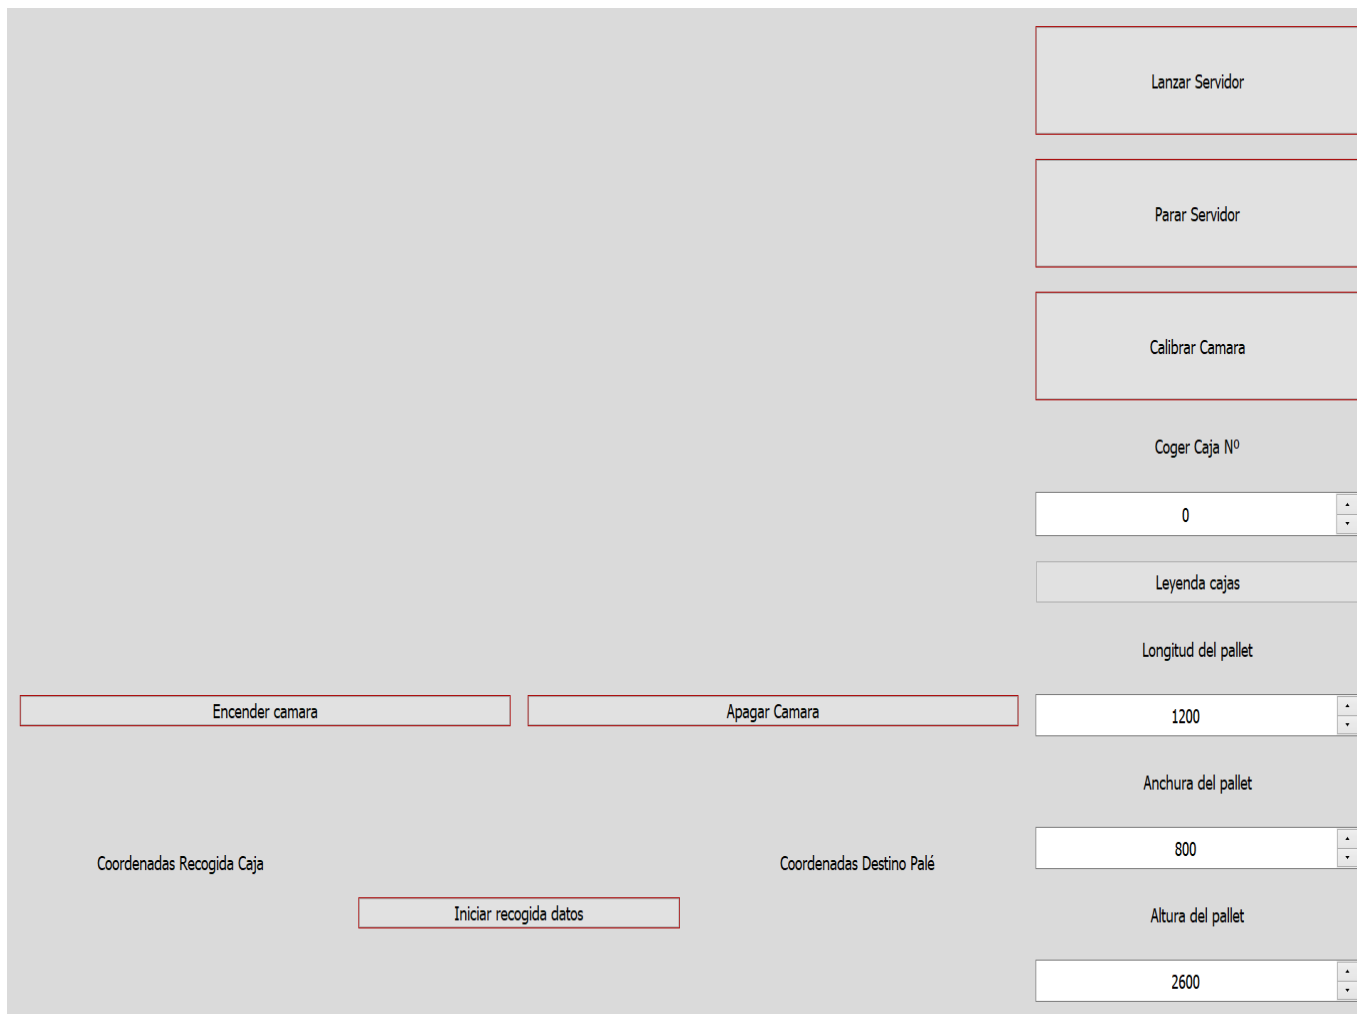 Lanzar Servidor
Parar Servidor
Calibrar Camara
Coger Caja Nº
0
Leyenda cajas
Longitud del pallet
Encender camara
Apagar Camara
1200
Anchura del pallet
800
Coordenadas Recogida Caja
Coordenadas Destino Palé
Iniciar recogida datos
Altura del pallet
2600